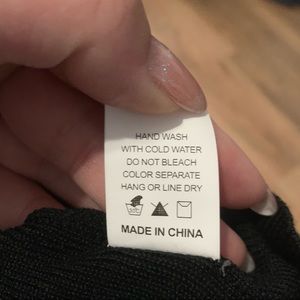 HAND WASH
WITH COLD WATER
DO NOT BLEACH
COLOR SEPARATE
HANG OR LINE DRY
MADE IN CHINA